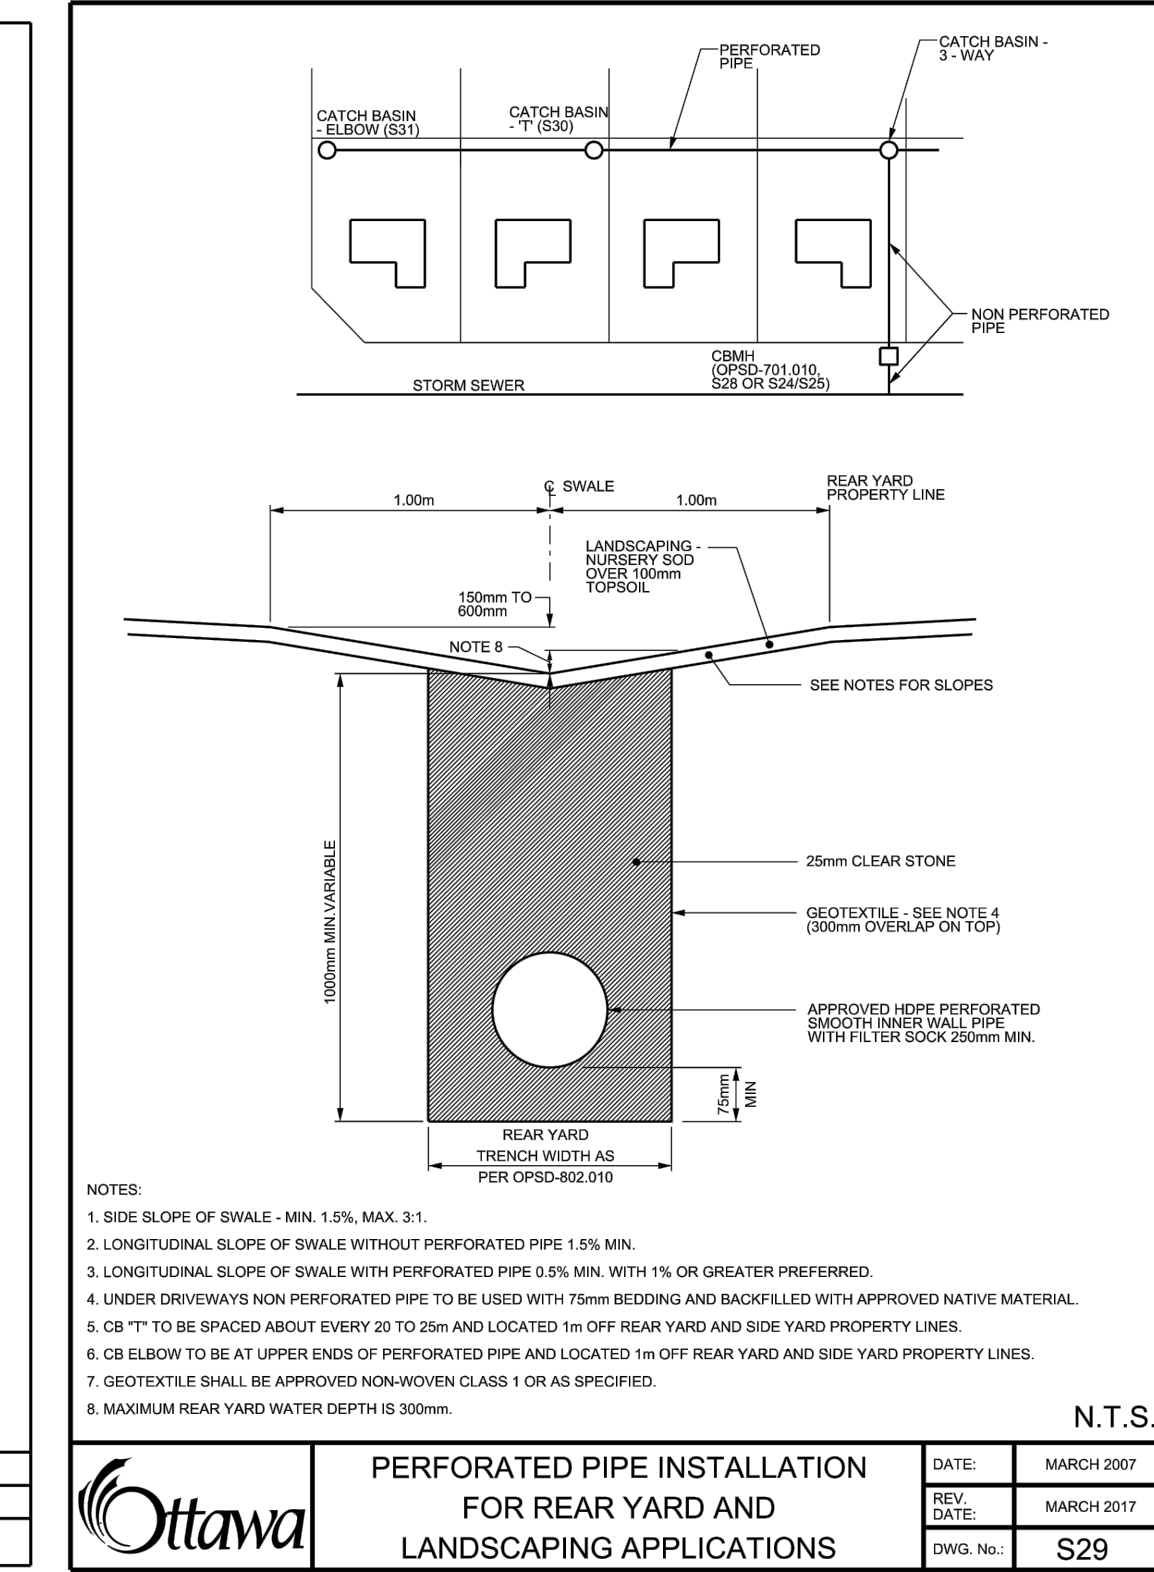 PERFORATED
PIPE
CATCH BASIN -
3 - WAY
CATCH BASIN
- ELBOW (S31)
CATCH BASIN
- 'T' (S30)
NON PERFORATED
PIPE
CBMH
(OPSD-701.010,
S28 OR S24/S25)
STORM SEWER
℄ SWALE
1.00m
1.00m
REAR YARD
PROPERTY LINE
LANDSCAPING -
NURSERY SOD
OVER 100mm
TOPSOIL
150mm TO
600mm
NOTE 8
SEE NOTES FOR SLOPES
1000mm MIN.VARIABLE
25mm CLEAR STONE
GEOTEXTILE - SEE NOTE 4
(300mm OVERLAP ON TOP)
APPROVED HDPE PERFORATED
SMOOTH INNER WALL PIPE
WITH FILTER SOCK 250mm MIN.
75mm
MIN
REAR YARD
TRENCH WIDTH AS
PER OPSD-802.010
NOTES:
1. SIDE SLOPE OF SWALE - MIN. 1.5%, MAX. 3:1.
2. LONGITUDINAL SLOPE OF SWALE WITHOUT PERFORATED PIPE 1.5% MIN.
3. LONGITUDINAL SLOPE OF SWALE WITH PERFORATED PIPE 0.5% MIN. WITH 1% OR GREATER PREFERRED.
4. UNDER DRIVEWAYS NON PERFORATED PIPE TO BE USED WITH 75mm BEDDING AND BACKFILLED WITH APPROVED NATIVE MATERIAL.
5. CB "T" TO BE SPACED ABOUT EVERY 20 TO 25m AND LOCATED 1m OFF REAR YARD AND SIDE YARD PROPERTY LINES.
6. CB ELBOW TO BE AT UPPER ENDS OF PERFORATED PIPE AND LOCATED 1m OFF REAR YARD AND SIDE YARD PROPERTY LINES.
7. GEOTEXTILE SHALL BE APPROVED NON-WOVEN CLASS 1 OR AS SPECIFIED.
8. MAXIMUM REAR YARD WATER DEPTH IS 300mm.
N.T.S.
Ottawa
PERFORATED PIPE INSTALLATION
FOR REAR YARD AND
LANDSCAPING APPLICATIONS
DATE: MARCH 2007
REV.
DATE: MARCH 2017
DWG. No.: S29